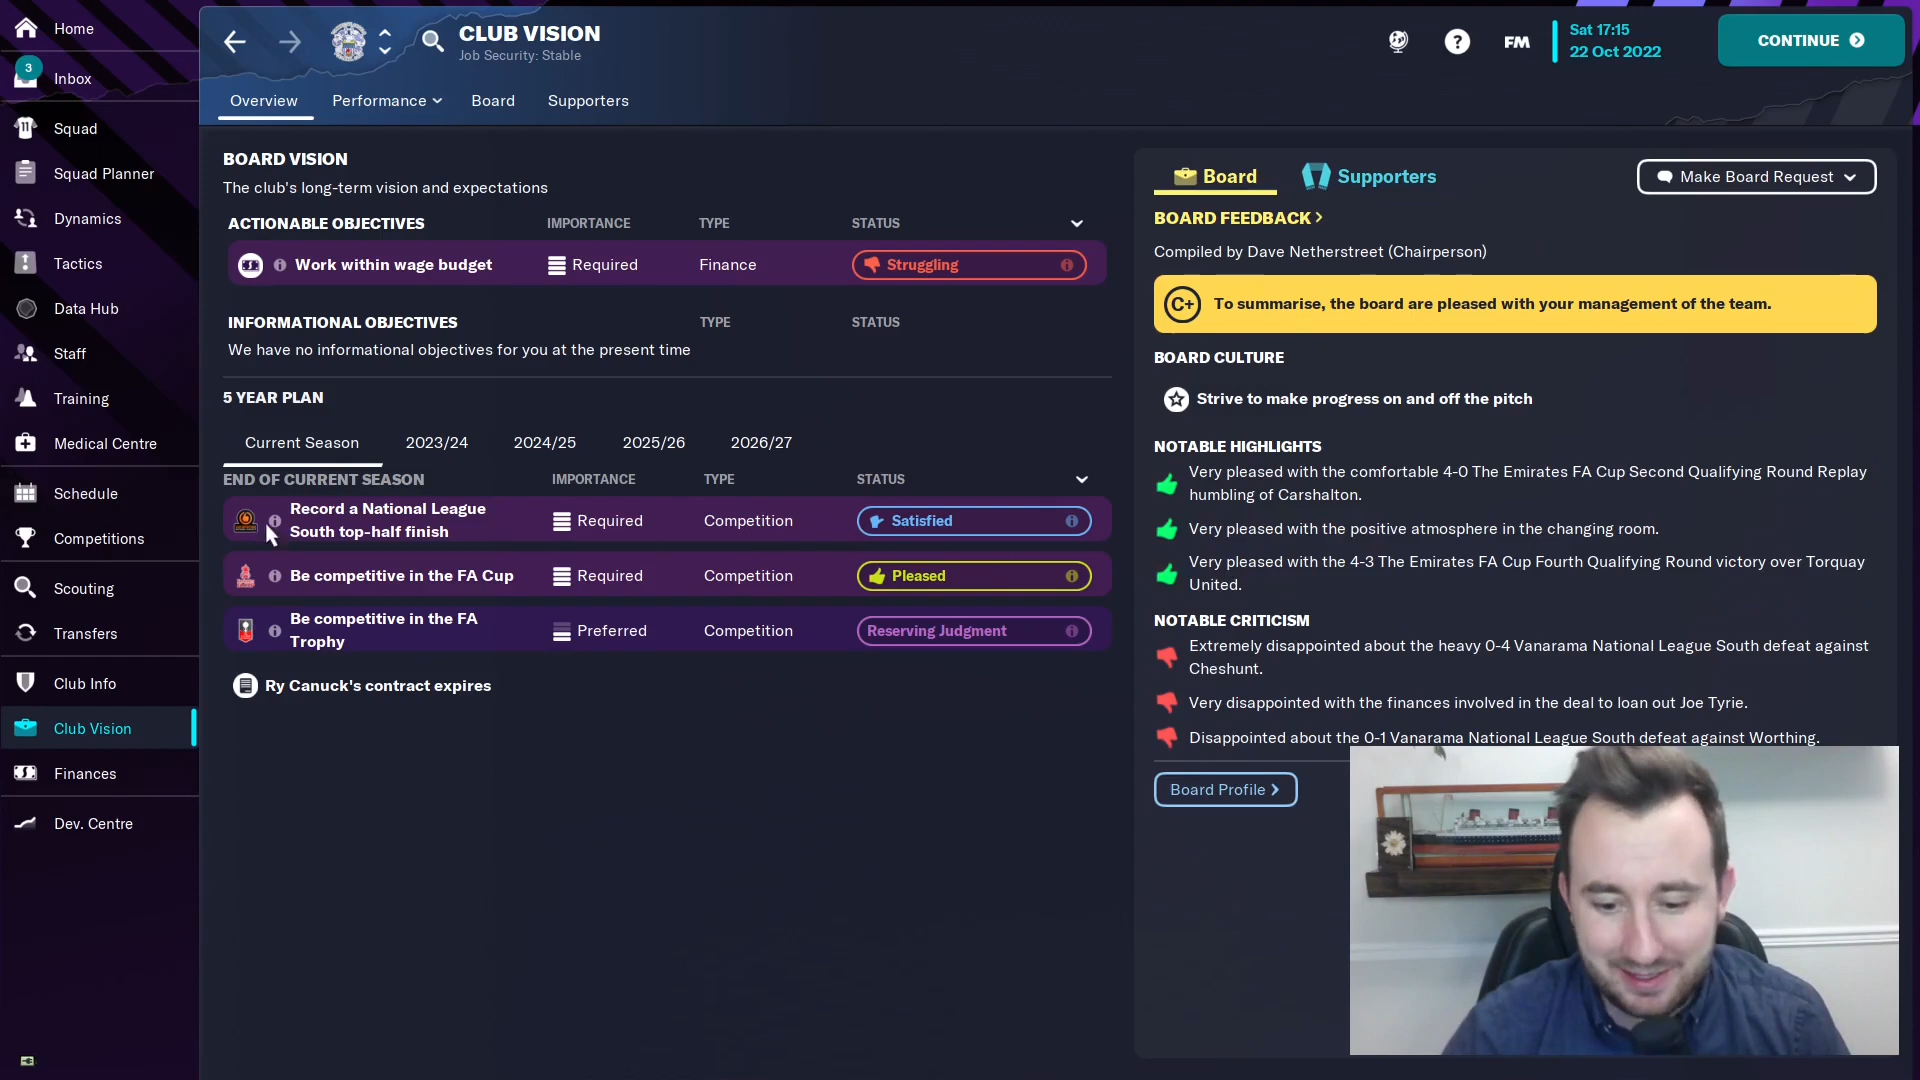 Home
3
Inbox
Squad
Squad Planner
Dynamics
Tactics
Data Hub
Staff
Training
Medical Centre
Schedule
Competitions
Scouting
Transfers
Club Info
Club Vision
Finances
Dev. Centre
CLUB VISION
Job Security: Stable
?
FM
Sat 17:15
22 Oct 2022
CONTINUE
Overview
Performance
Board
Supporters
BOARD VISION
The club's long-term vision and expectations
ACTIONABLE OBJECTIVES IMPORTANCE TYPE STATUS
Work within wage budget Required Finance Struggling
INFORMATIONAL OBJECTIVES TYPE STATUS
We have no informational objectives for you at the present time
5 YEAR PLAN
Current Season 2023/24 2024/25 2025/26 2026/27
END OF CURRENT SEASON IMPORTANCE TYPE STATUS
Record a National League
South top-half finish Required Competition Satisfied
Be competitive in the FA Cup Required Competition Pleased
Be competitive in the FA
Trophy Preferred Competition Reserving Judgment
Ry Canuck's contract expires
Board
Supporters
Make Board Request
BOARD FEEDBACK >
Compiled by Dave Netherstreet (Chairperson)
C+ To summarise, the board are pleased with your management of the team.
BOARD CULTURE
Strive to make progress on and off the pitch
NOTABLE HIGHLIGHTS
Very pleased with the comfortable 4-0 The Emirates FA Cup Second Qualifying Round Replay
humbling of Carshalton.
Very pleased with the positive atmosphere in the changing room.
Very pleased with the 4-3 The Emirates FA Cup Fourth Qualifying Round victory over Torquay
United.
NOTABLE CRITICISM
Extremely disappointed about the heavy 0-4 Vanarama National League South defeat against
Cheshunt.
Very disappointed with the finances involved in the deal to loan out Joe Tyrie.
Disappointed about the 0-1 Vanarama National League South defeat against Worthing.
Board Profile >